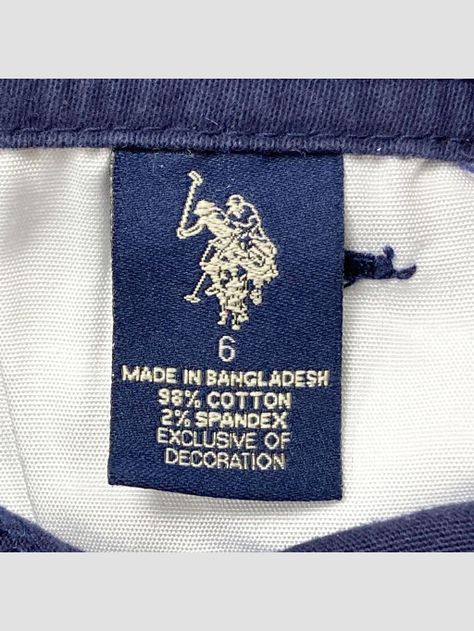 6
MADE IN BANGLADESH
98% COTTON
2% SPANDEX
EXCLUSIVE OF
DECORATION